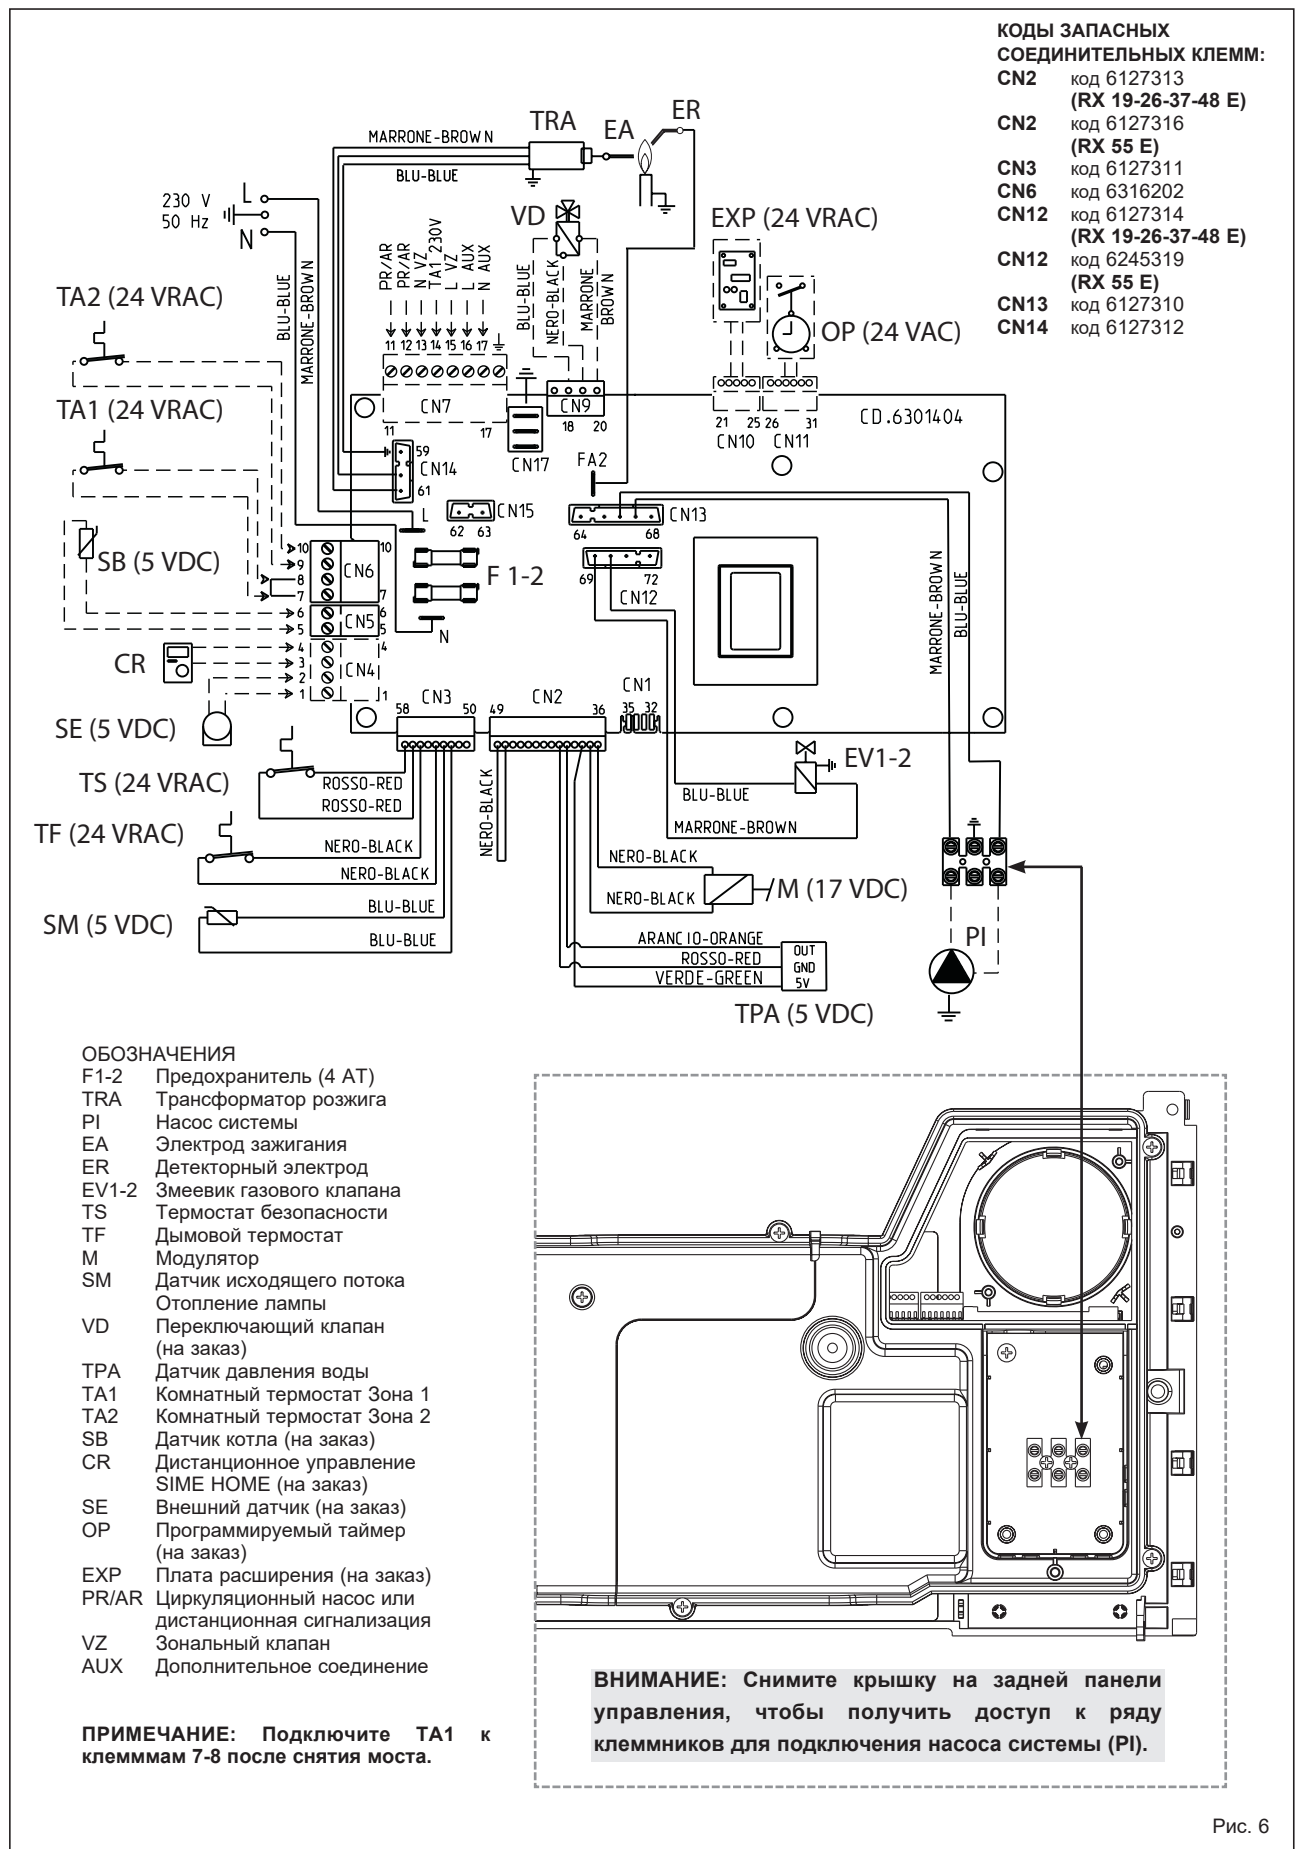 КОДЫ ЗАПАСНЫХ
СОЕДИНИТЕЛЬНЫХ КЛЕММ:
CN2 код 6127313
(RX 19-26-37-48 E)
CN2 код 6127316
(RX 55 E)
CN3 код 6127311
CN6 код 6316202
CN12 код 6127314
(RX 19-26-37-48 E)
CN12 код 6245319
(RX 55 E)
CN13 код 6127310
CN14 код 6127312
TRA
EA
ER
MARRONE-BROWN
BLU-BLUE
230 V
50 Hz
L
N
VD
EXP (24 VRAC)
OP (24 VAC)
PR/AR
PR/AR
N VZ
TA1 230V
L VZ
L AUX
N AUX
11 12 13 14 15 16 17
BLU-BLUE
NERO-BLACK
MARRONE
BROWN
BLU-BLUE
MARRONE-BROWN
TA2 (24 VRAC)
TA1 (24 VRAC)
CN7
11 17
CN9
18 20
CN17
21 25 26 31
CN10 CN11
CD.6301404
59
CN14
61
FA2
L
CN15
62 63
CN13
64 68
SB (5 VDC)
10 10
9
8
7 7
CN6
6 6
5 5
CN5
4 4
3
2
1 1
CN4
F 1-2
N
69 72
CN12
CR
SE (5 VDC)
CN3
58 50
CN2
49 36
CN1
35 32
MARRONE-BROWN
BLU-BLUE
TS (24 VRAC)
ROSSO-RED
ROSSO-RED
TF (24 VRAC)
NERO-BLACK
NERO-BLACK
NERO-BLACK
SM (5 VDC)
BLU-BLUE
BLU-BLUE
EV1-2
BLU-BLUE
MARRONE-BROWN
NERO-BLACK
NERO-BLACK
M (17 VDC)
ARANCIO-ORANGE
ROSSO-RED
VERDE-GREEN
OUT
GND
5V
TPA (5 VDC)
PI
ОБОЗНАЧЕНИЯ
F1-2 Предохранитель (4 AT)
TRA Трансформатор розжига
PI Насос системы
EA Электрод зажигания
ER Детекторный электрод
EV1-2 Змеевик газового клапана
TS Термостат безопасности
TF Дымовой термостат
M Модулятор
SM Датчик исходящего потока
Отопление лампы
VD Переключающий клапан
(на заказ)
TPA Датчик давления воды
TA1 Комнатный термостат Зона 1
TA2 Комнатный термостат Зона 2
SB Датчик котла (на заказ)
CR Дистанционное управление
SIME HOME (на заказ)
SE Внешний датчик (на заказ)
OP Программируемый таймер
(на заказ)
EXP Плата расширения (на заказ)
PR/AR Циркуляционный насос или
дистанционная сигнализация
VZ Зональный клапан
AUX Дополнительное соединение
ПРИМЕЧАНИЕ: Подключите TA1 к
клемммам 7-8 после снятия моста.
ВНИМАНИЕ: Снимите крышку на задней панели
управления, чтобы получить доступ к ряду
клеммников для подключения насоса системы (PI).
Рис. 6